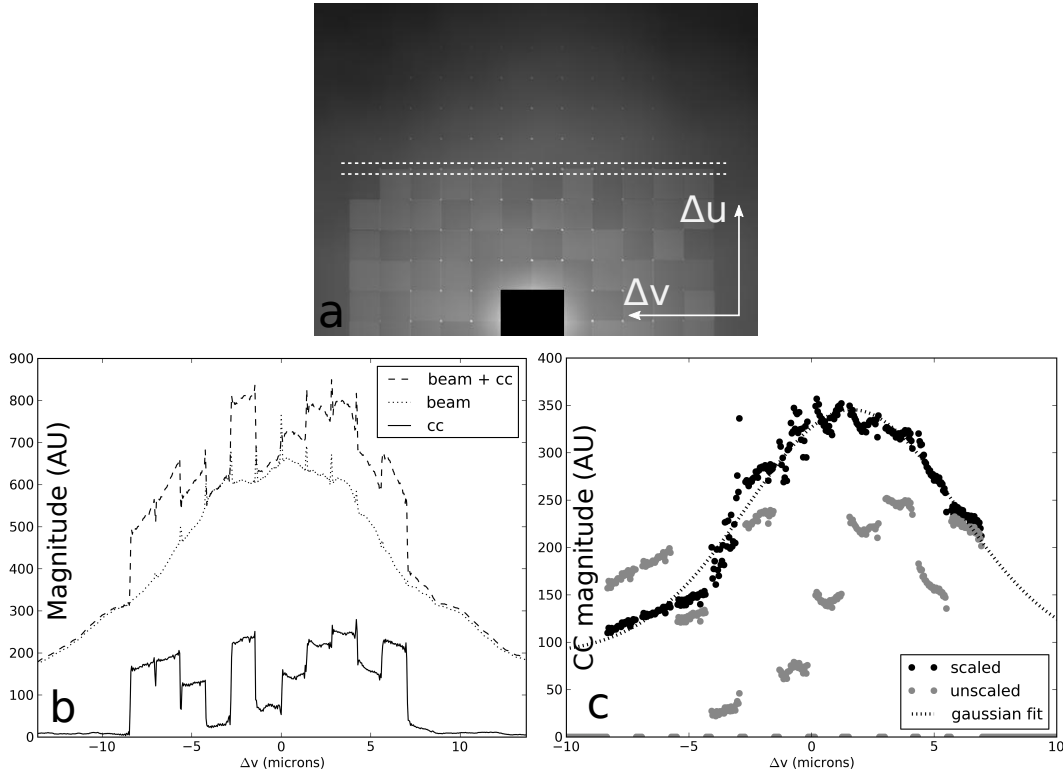 Δu
Δv
a
900
800
700
600
500
400
300
200
100
0
Magnitude (AU)
beam + cc
beam
cc
b
−10
−5
0
5
10
Δv (microns)
400
350
300
250
200
150
100
50
0
CC magnitude (AU)
scaled
unscaled
gaussian fit
c
−10
−5
0
5
10
Δv (microns)